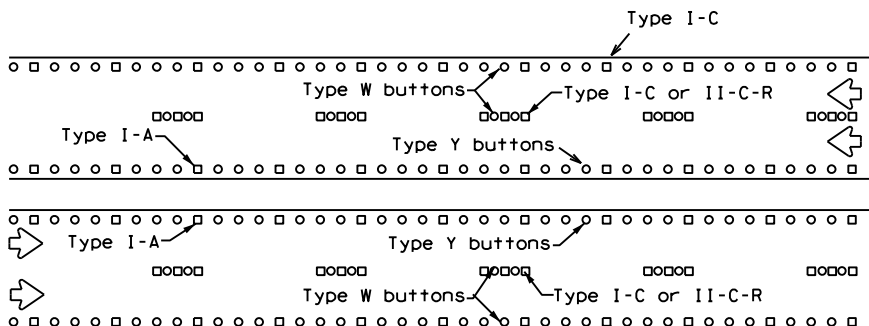 Type I-C
Type W buttons
Type I-C or II-C-R
Type I-A
Type Y buttons
Type I-A
Type Y buttons
Type W buttons
Type I-C or II-C-R